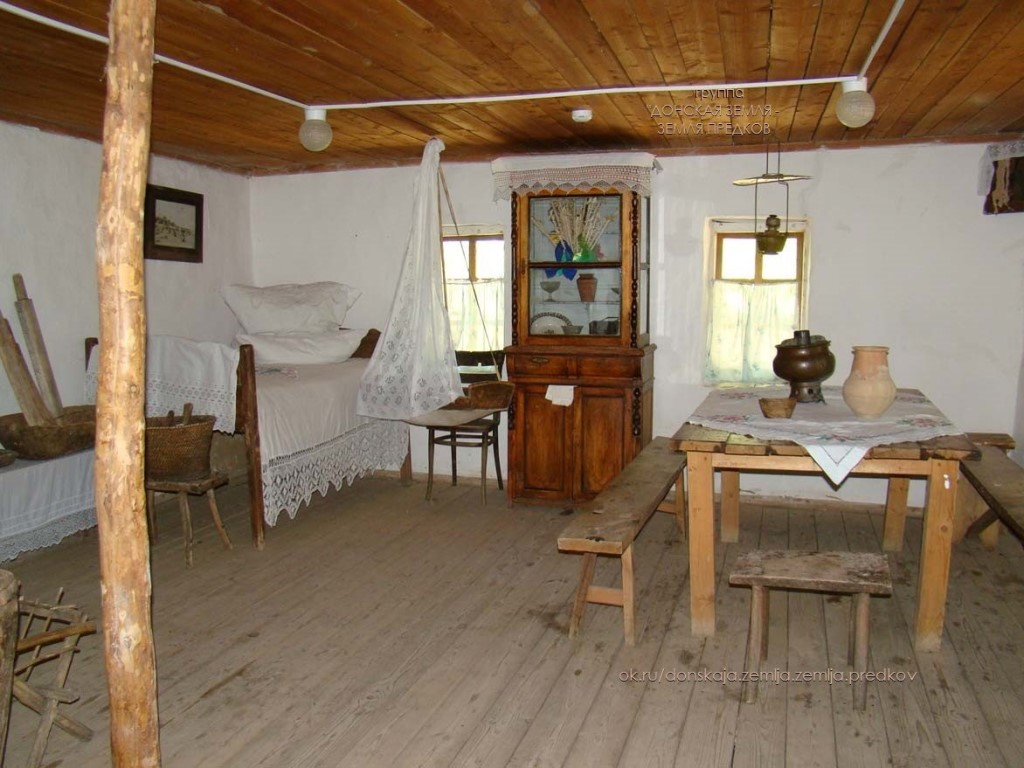 группа
ДОНСКАЯ ЗЕМЛЯ -
ЗЕМЛЯ ПРЕДКОВ
ok.ru/donskaja.zemlja.zemlja.predkov